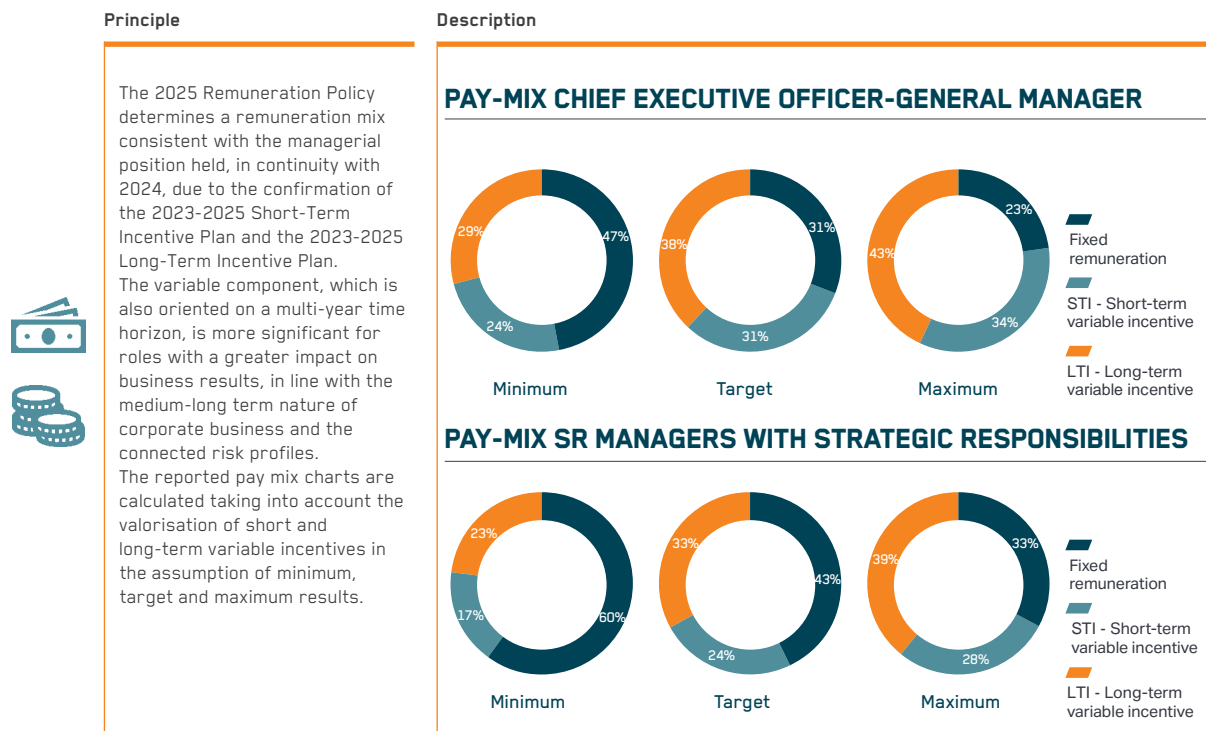 Principle
Description
The 2025 Remuneration Policy
determines a remuneration mix
consistent with the managerial
position held, in continuity with
2024, due to the confirmation of
the 2023-2025 Short-Term
Incentive Plan and the 2023-2025
Long-Term Incentive Plan.
The variable component, which is
also oriented on a multi-year time
horizon, is more significant for
roles with a greater impact on
business results, in line with the
medium-long term nature of
corporate business and the
connected risk profiles.
The reported pay mix charts are
calculated taking into account the
valorisation of short and
long-term variable incentives in
the assumption of minimum,
target and maximum results.
PAY-MIX CHIEF EXECUTIVE OFFICER-GENERAL MANAGER
29%
47%
24%
Minimum
38%
31%
31%
Target
43%
23%
34%
Maximum
Fixed
remuneration
STI - Short-term
variable incentive
LTI - Long-term
variable incentive
PAY-MIX SR MANAGERS WITH STRATEGIC RESPONSIBILITIES
23%
17%
60%
Minimum
33%
43%
24%
Target
39%
33%
28%
Maximum
Fixed
remuneration
STI - Short-term
variable incentive
LTI - Long-term
variable incentive